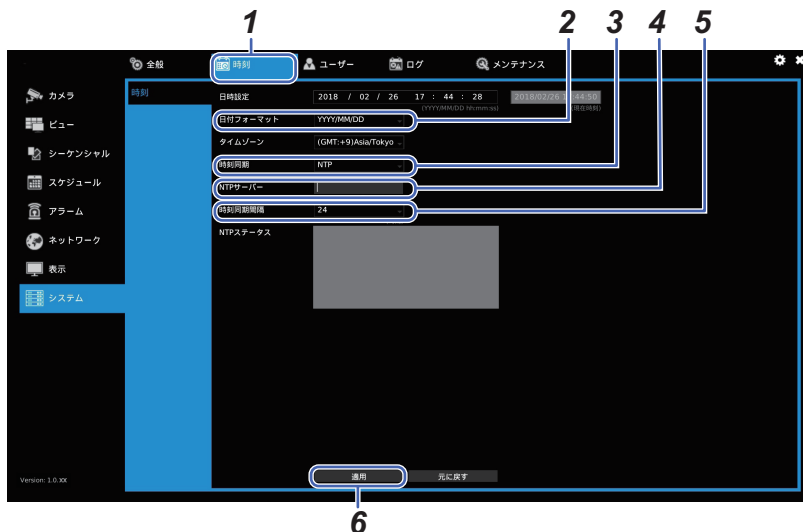 1 2 3 4 5
全般 時刻 ユーザー ログ メンテナンス
カメラ
ビュー
シーケンシャル
スケジュール
アラーム
ネットワーク
表示
システム
Version: 1.0.xx
時刻
日時設定 2018 / 02 / 26 17 : 44 : 28 2018/02/26 1 :44:50
(YYYY/MM/DD hh:mm:ss) 現在時刻)
日付フォーマット YYYY/MM/DD
タイムゾーン (GMT:+9)Asia/Tokyo
時刻同期 NTP
NTPサーバー
時刻同期間隔 24
NTPステータス
適用 元に戻す
6